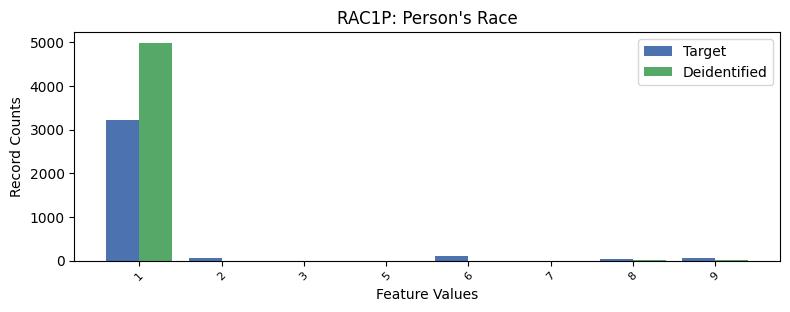 RAC1P: Person's Race
Target
Deidentified
Record Counts
5000
4000
3000
2000
1000
0
1 2 3 5 6 7 8 9
Feature Values